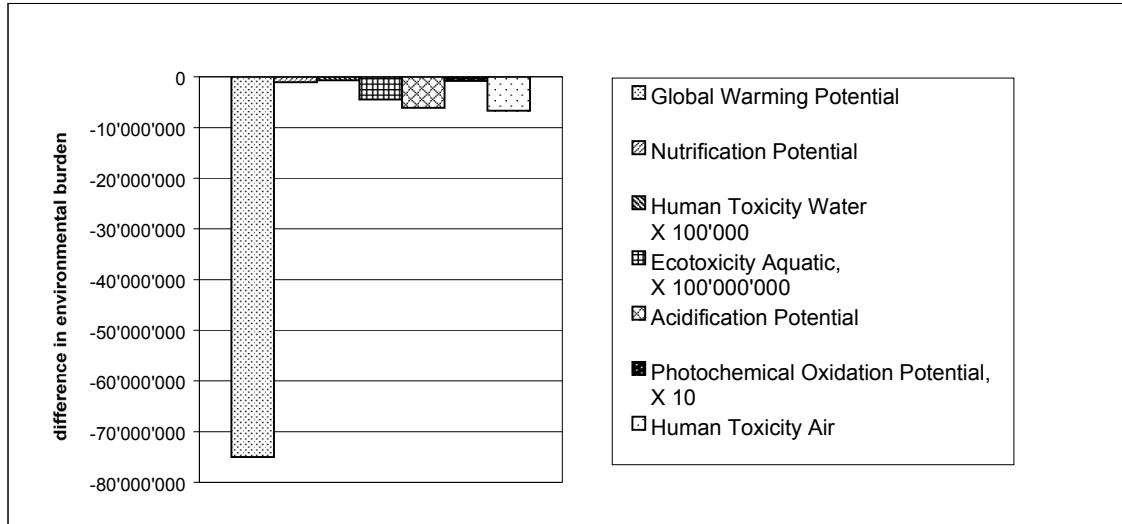 difference in environmental burden
0
-10'000'000
-20'000'000
-30'000'000
-40'000'000
-50'000'000
-60'000'000
-70'000'000
-80'000'000
Global Warming Potential
Nutrification Potential
Human Toxicity Water
X 100'000
Ecotoxicity Aquatic,
X 100'000'000
Acidification Potential
Photochemical Oxidation Potential,
X 10
Human Toxicity Air